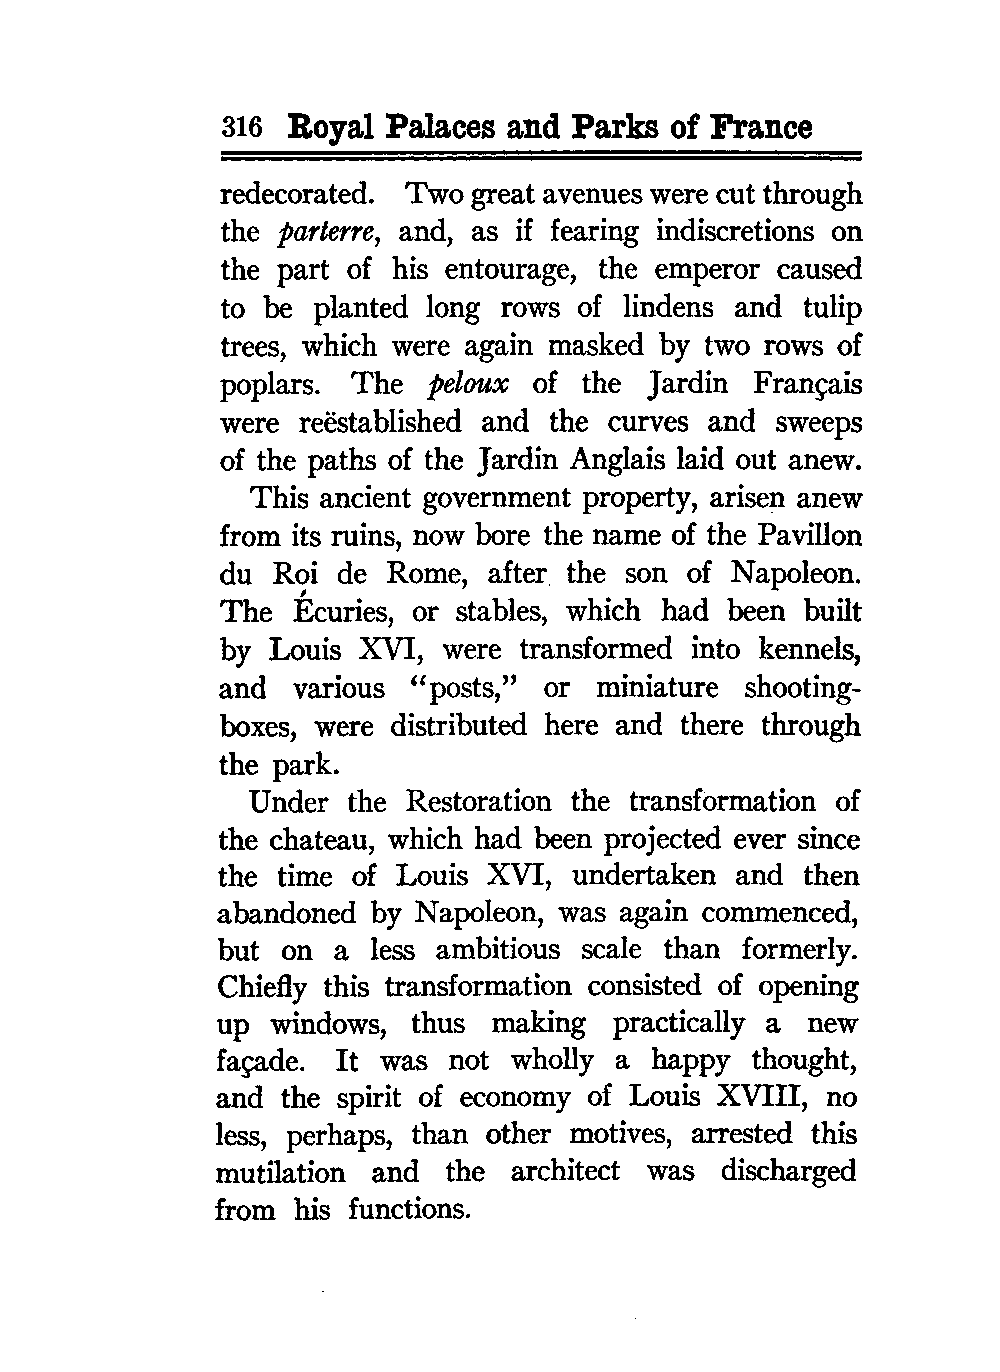 316 Royal Palaces and Parks of France
redecorated. Two great avenues were cut through
the parterre, and, as if fearing indiscretions on
the part of his entourage, the emperor caused
to be planted long rows of lindens and tulip
trees, which were again masked by two rows of
poplars. The peloux of the Jardin Français
were reëstablished and the curves and sweeps
of the paths of the Jardin Anglais laid out anew.
This ancient government property, arisen anew
from its ruins, now bore the name of the Pavillon
du Roi de Rome, after the son of Napoleon.
The Écuries, or stables, which had been built
by Louis XVI, were transformed into kennels,
and various “posts,” or miniature shooting-
boxes, were distributed here and there through
the park.
Under the Restoration the transformation of
the chateau, which had been projected ever since
the time of Louis XVI, undertaken and then
abandoned by Napoleon, was again commenced,
but on a less ambitious scale than formerly.
Chiefly this transformation consisted of opening
up windows, thus making practically a new
façade. It was not wholly a happy thought,
and the spirit of economy of Louis XVIII, no
less, perhaps, than other motives, arrested this
mutilation and the architect was discharged
from his functions.